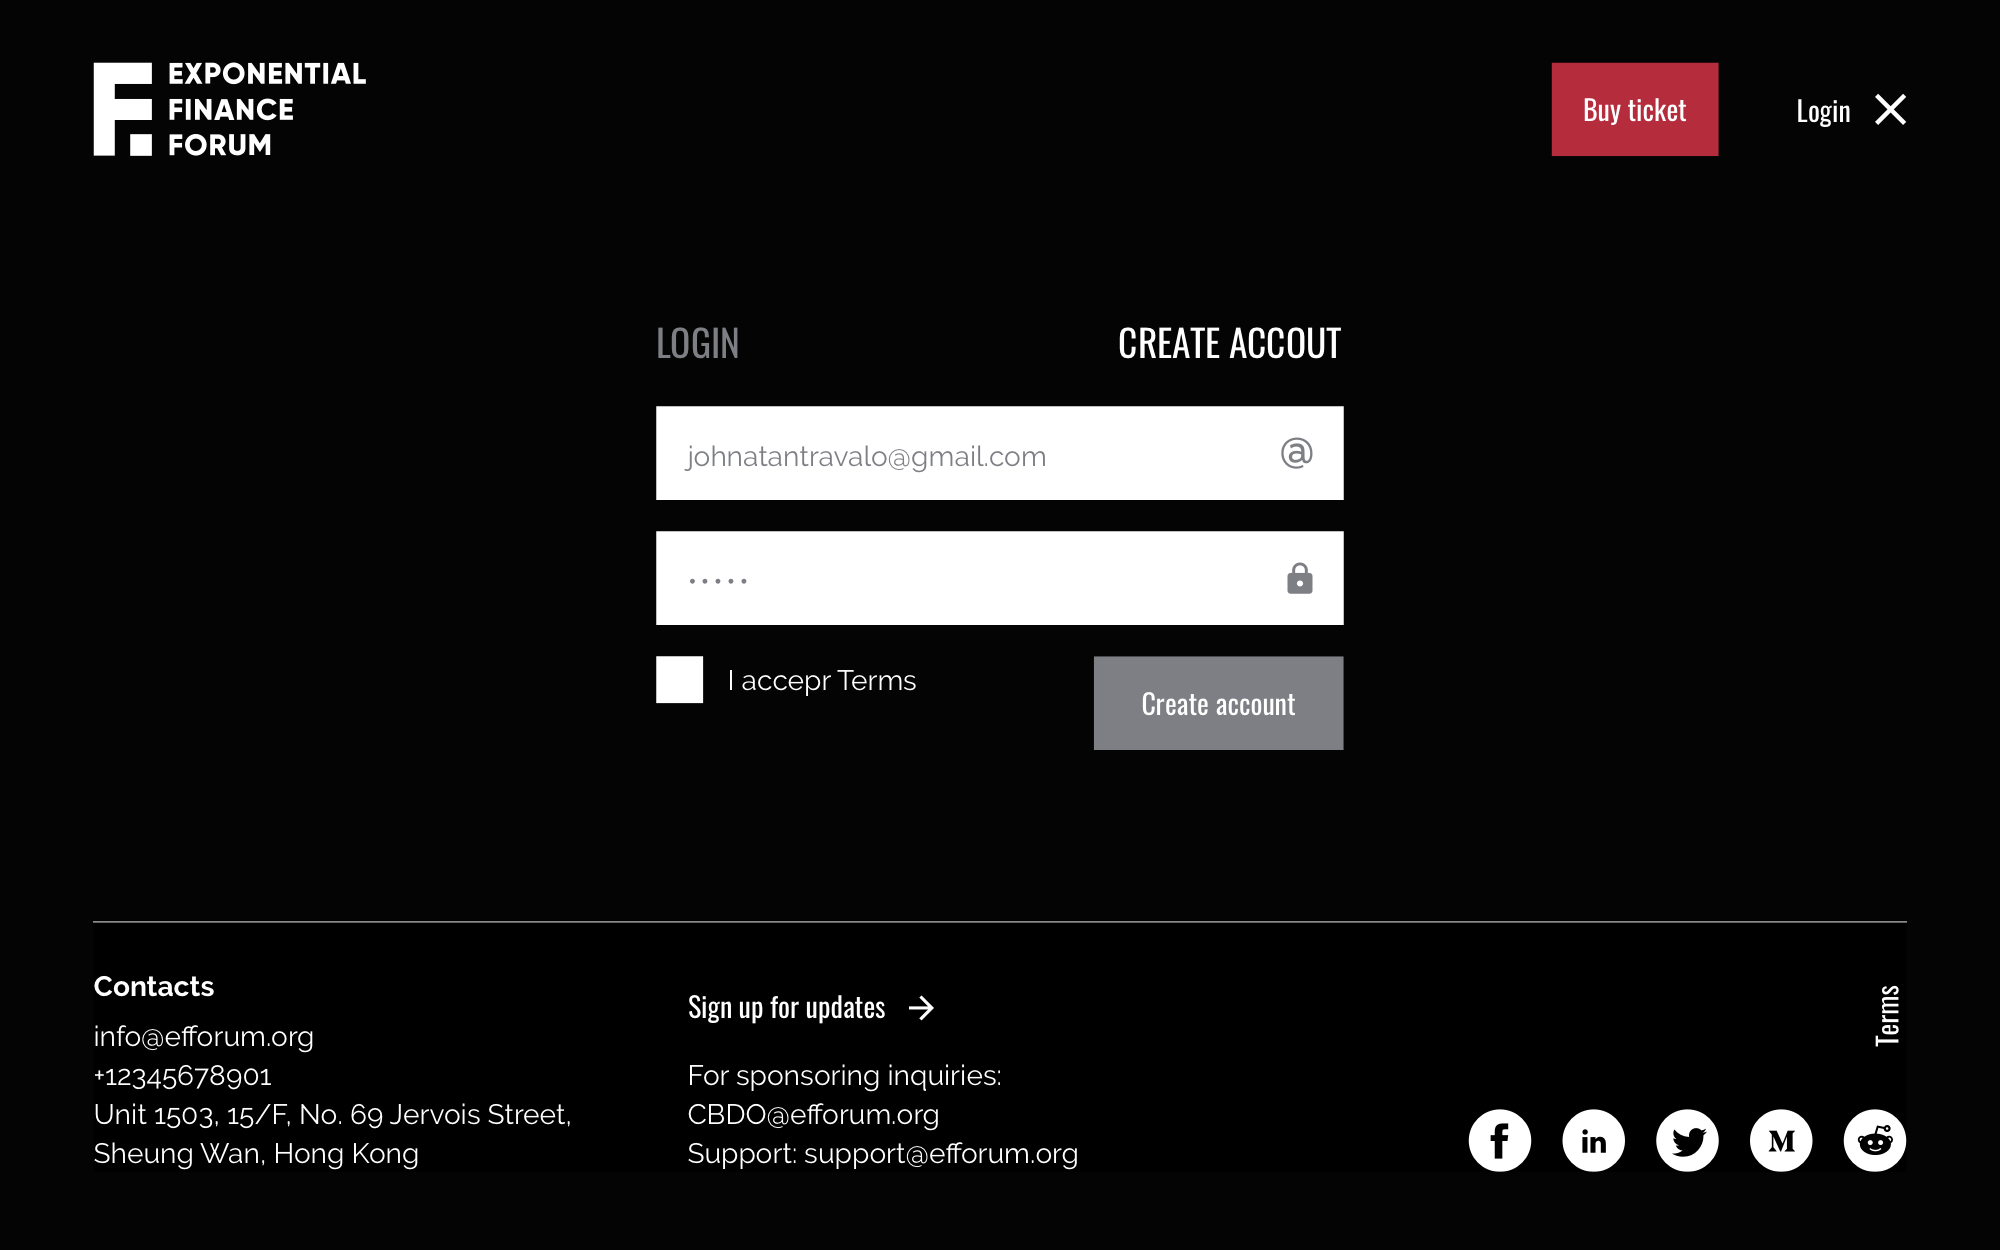 EXPONENTIAL
FINANCE
FORUM
Buy ticket
Login
LOGIN
CREATE ACCOUT
johnatantravalo@gmail.com
@
•••••
I accepr Terms
Create account
Contacts
info@efforum.org
+12345678901
Unit 1503, 15/F, No. 69 Jervois Street,
Sheung Wan, Hong Kong
Sign up for updates
For sponsoring inquiries:
CBDO@efforum.org
Support: support@efforum.org
Terms